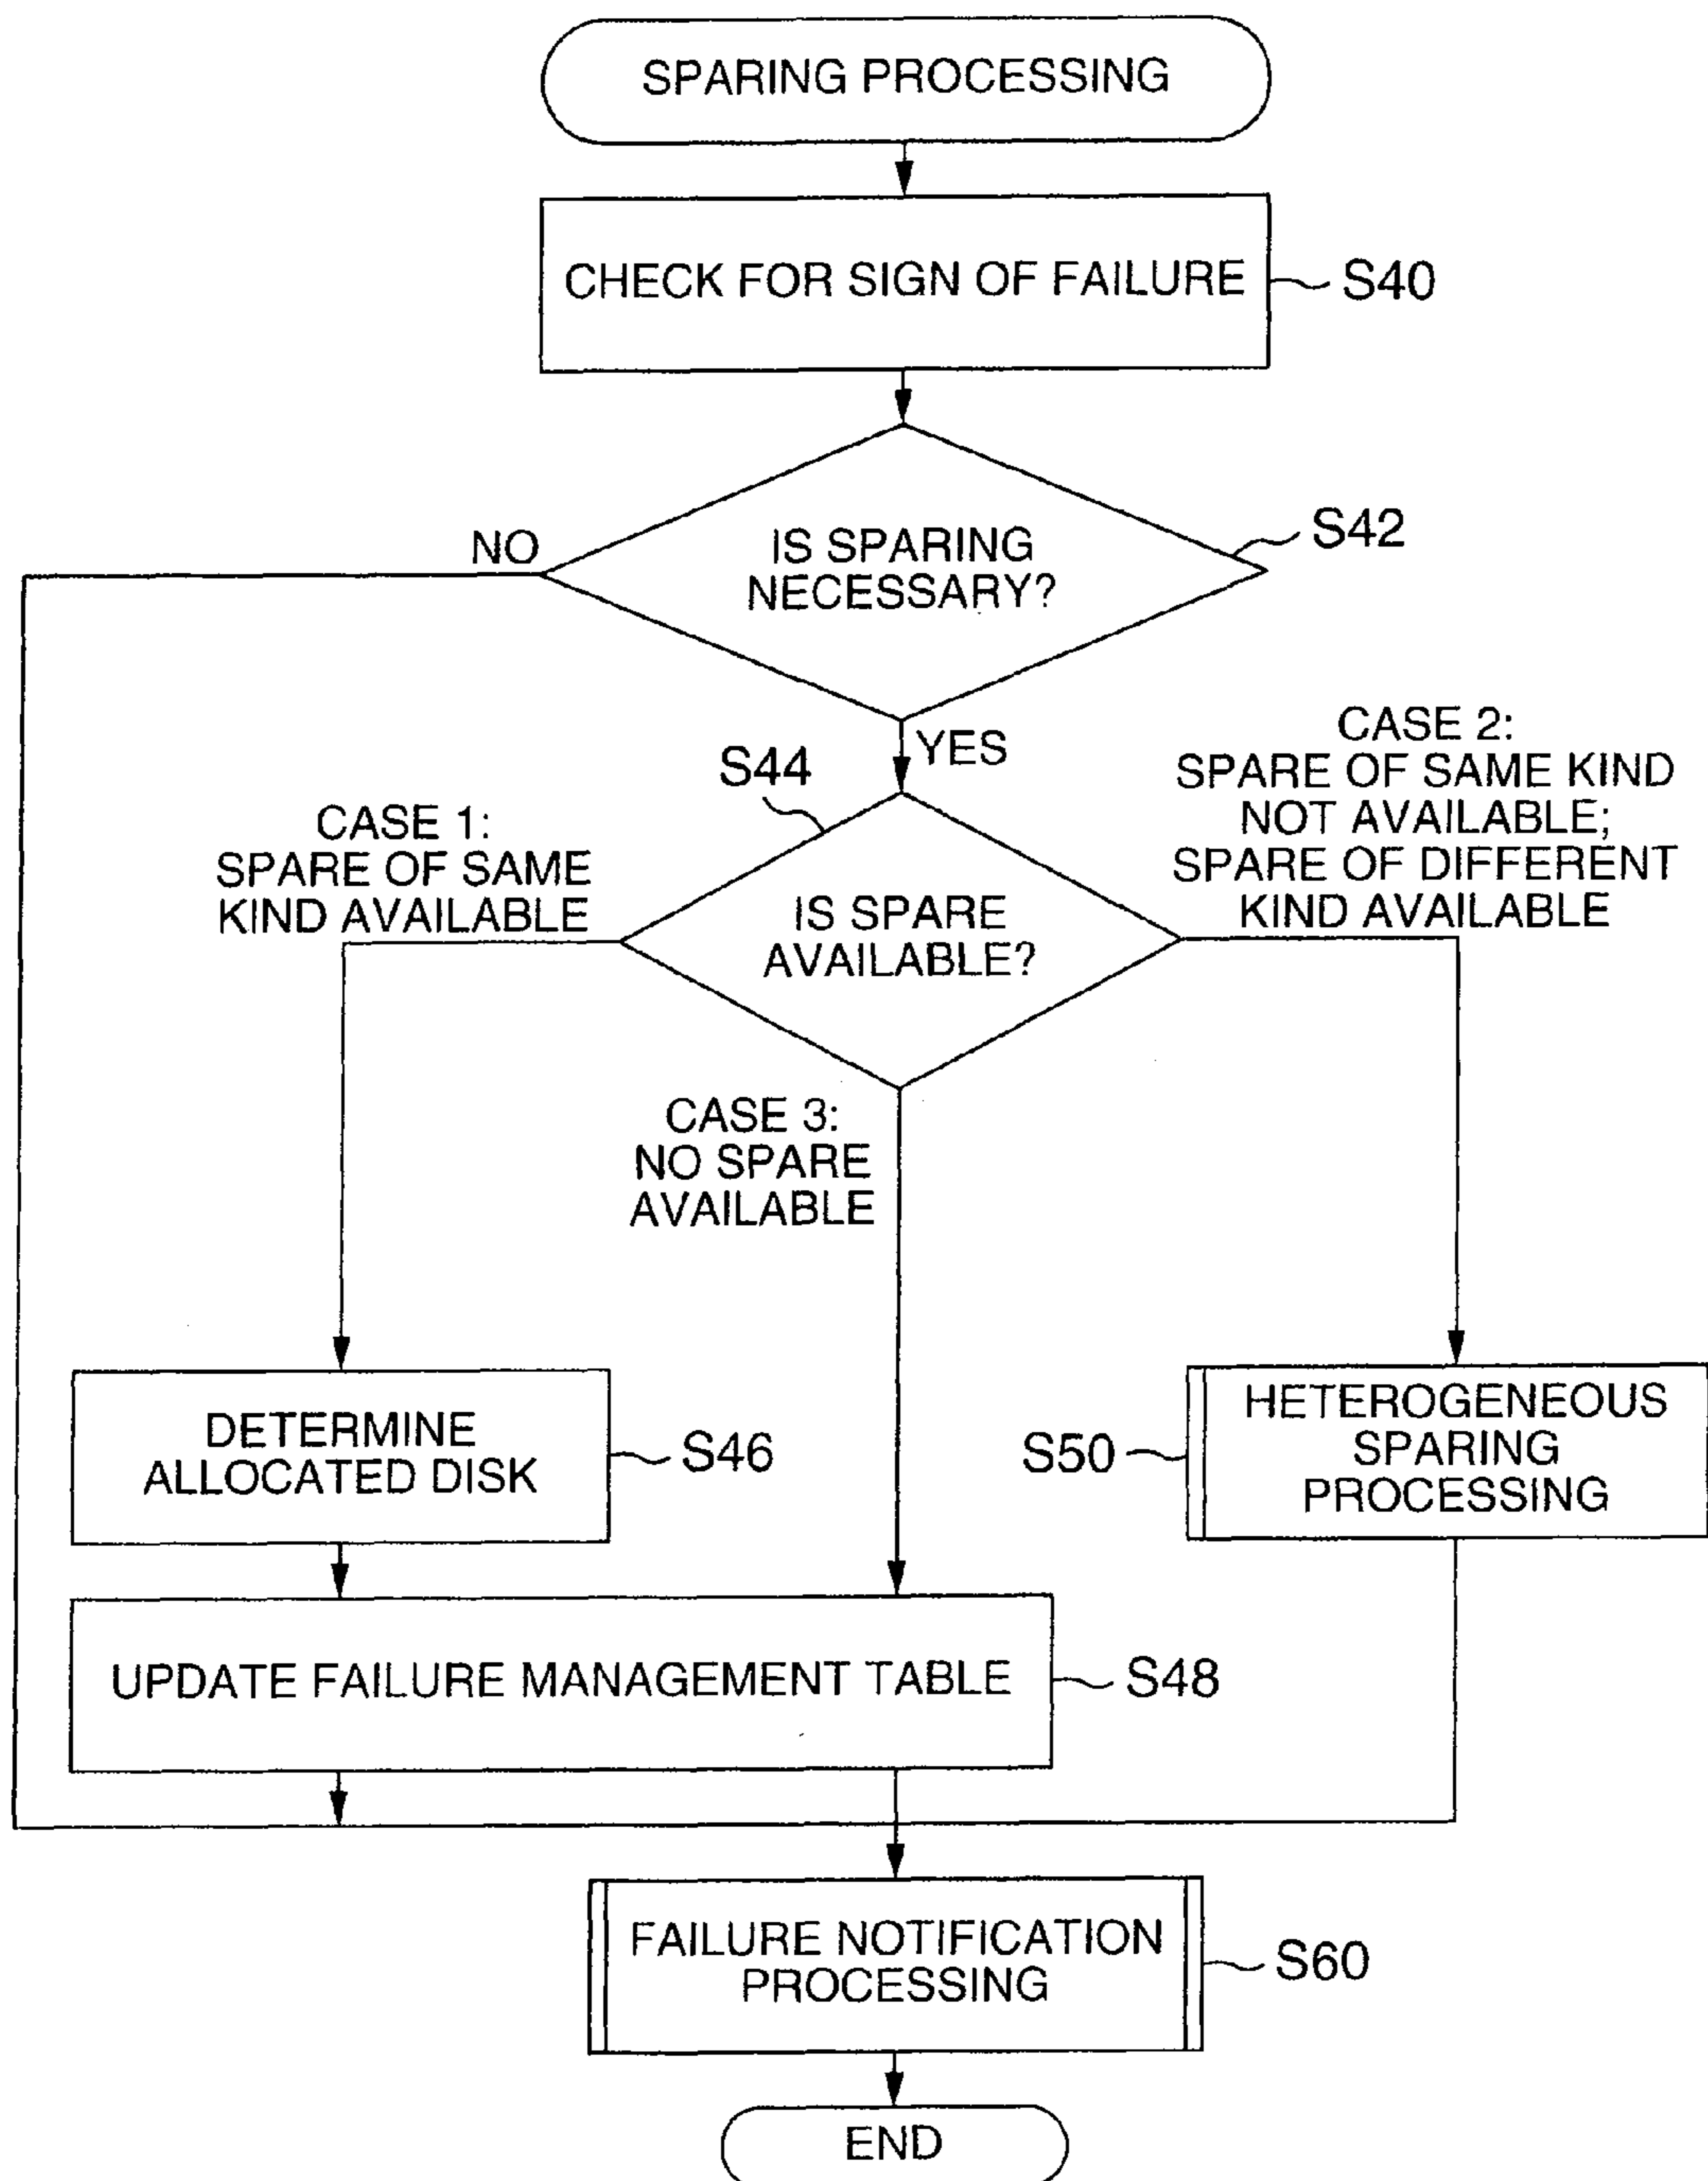 SPARING PROCESSING
CHECK FOR SIGN OF FAILURE
S40
NO
IS SPARING
NECESSARY?
S42
YES
S44
CASE 1:
SPARE OF SAME
KIND AVAILABLE
IS SPARE
AVAILABLE?
CASE 2:
SPARE OF SAME KIND
NOT AVAILABLE;
SPARE OF DIFFERENT
KIND AVAILABLE
CASE 3:
NO SPARE
AVAILABLE
DETERMINE
ALLOCATED DISK
S46
S50
HETEROGENEOUS
SPARING
PROCESSING
UPDATE FAILURE MANAGEMENT TABLE
S48
FAILURE NOTIFICATION
PROCESSING
S60
END